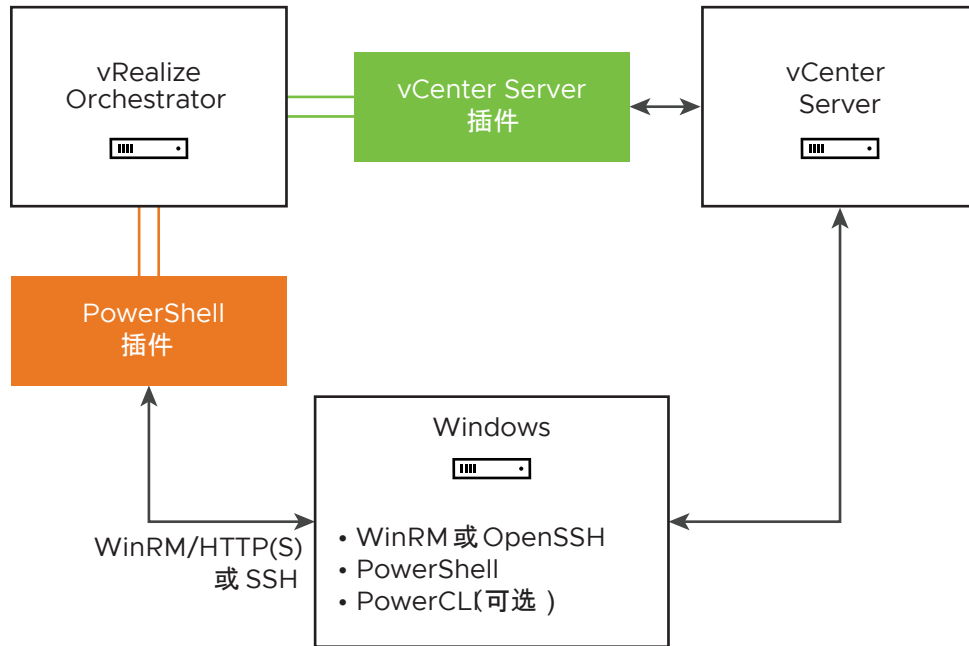 vRealize
Orchestrator
vCenter Server
插件
vCenter
Server
PowerShell
插件
Windows
WinRM/HTTP(S)
或 SSH
• WinRM 或 OpenSSH
• PowerShell
• PowerCLI(可选 )